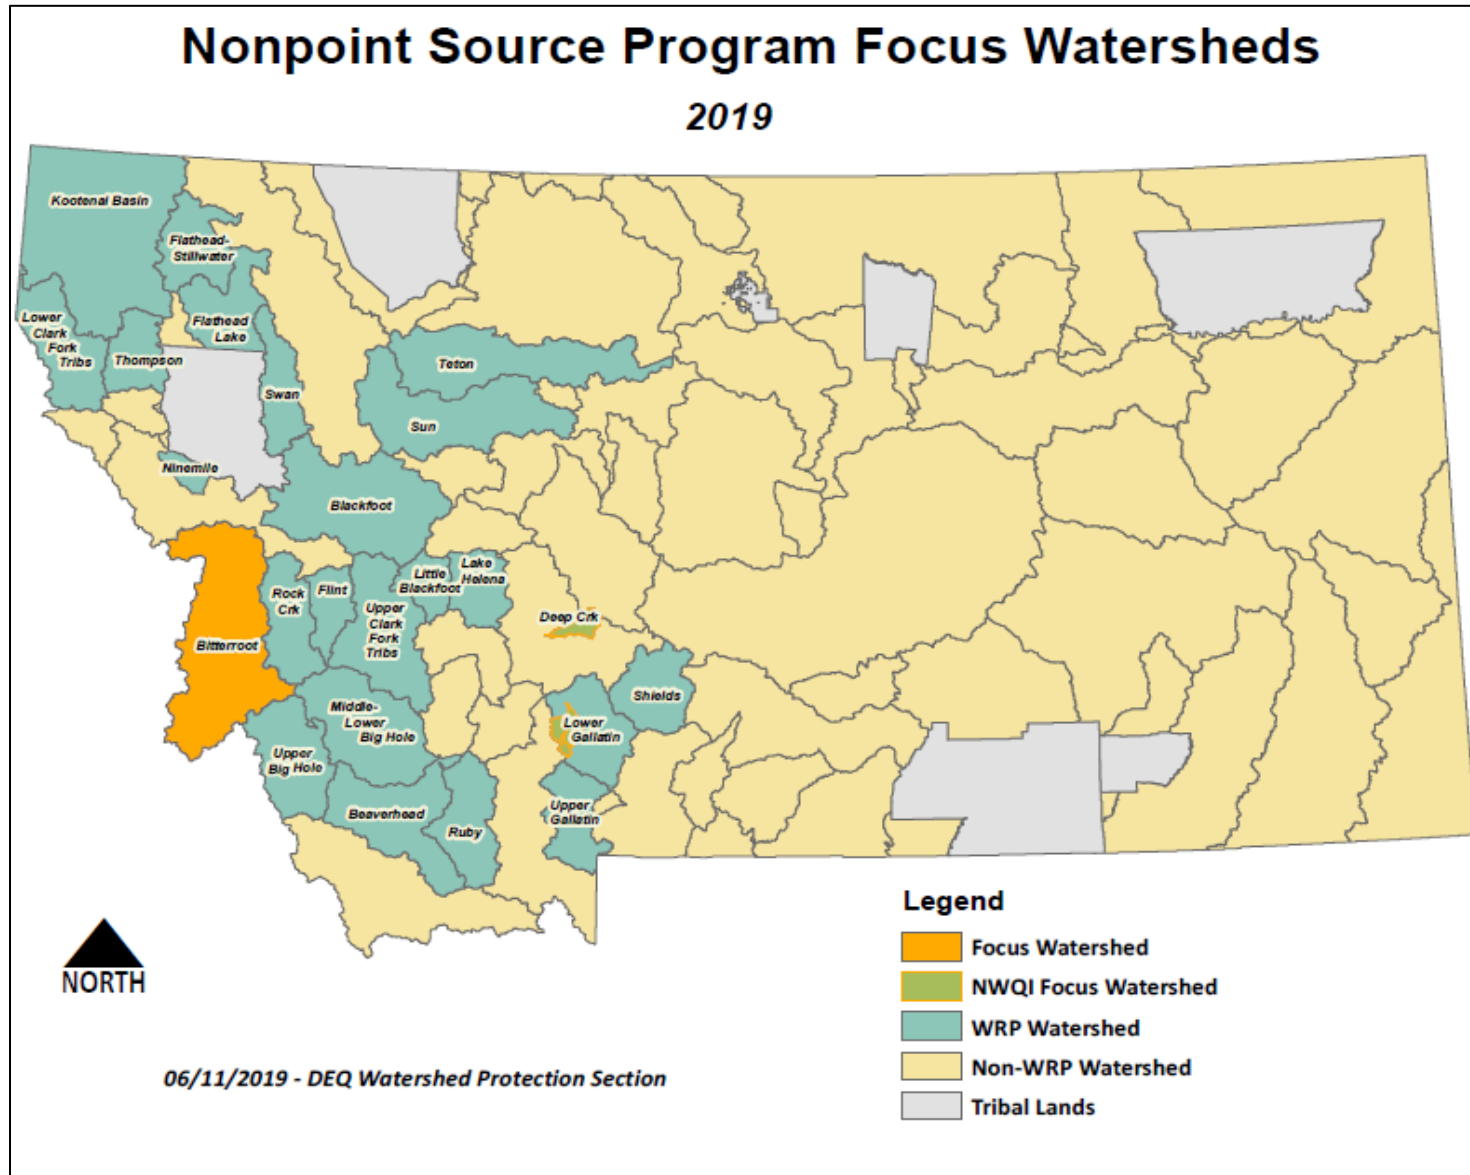 Nonpoint Source Program Focus Watersheds
2019
Kootenai Basin
Flathead-
Stillwater
Lower
Clark
Fork
Tribs
Thompson
Flathead
Lake
Swan
Teton
Sun
Ninemile
Blackfoot
Bitterroot
Rock
Crk
Flint
Upper
Clark
Fork
Tribs
Little
Blackfoot
Lake
Helena
Deep Crk
Shields
Lower
Gallatin
Upper
Gallatin
Middle-
Lower
Big Hole
Upper
Big Hole
Beaverhead
Ruby
NORTH
Legend
Focus Watershed
NWQI Focus Watershed
WRP Watershed
Non-WRP Watershed
Tribal Lands
06/11/2019 - DEQ Watershed Protection Section